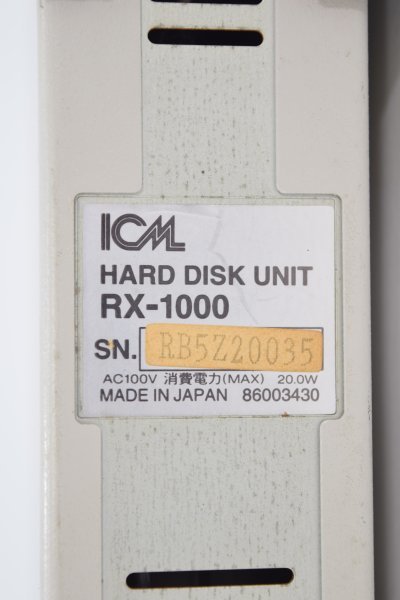 ICM
HARD DISK UNIT
RX-1000
SN. RB5Z20035
AC100V 消費電力(MAX) 20.0W
MADE IN JAPAN 86003430